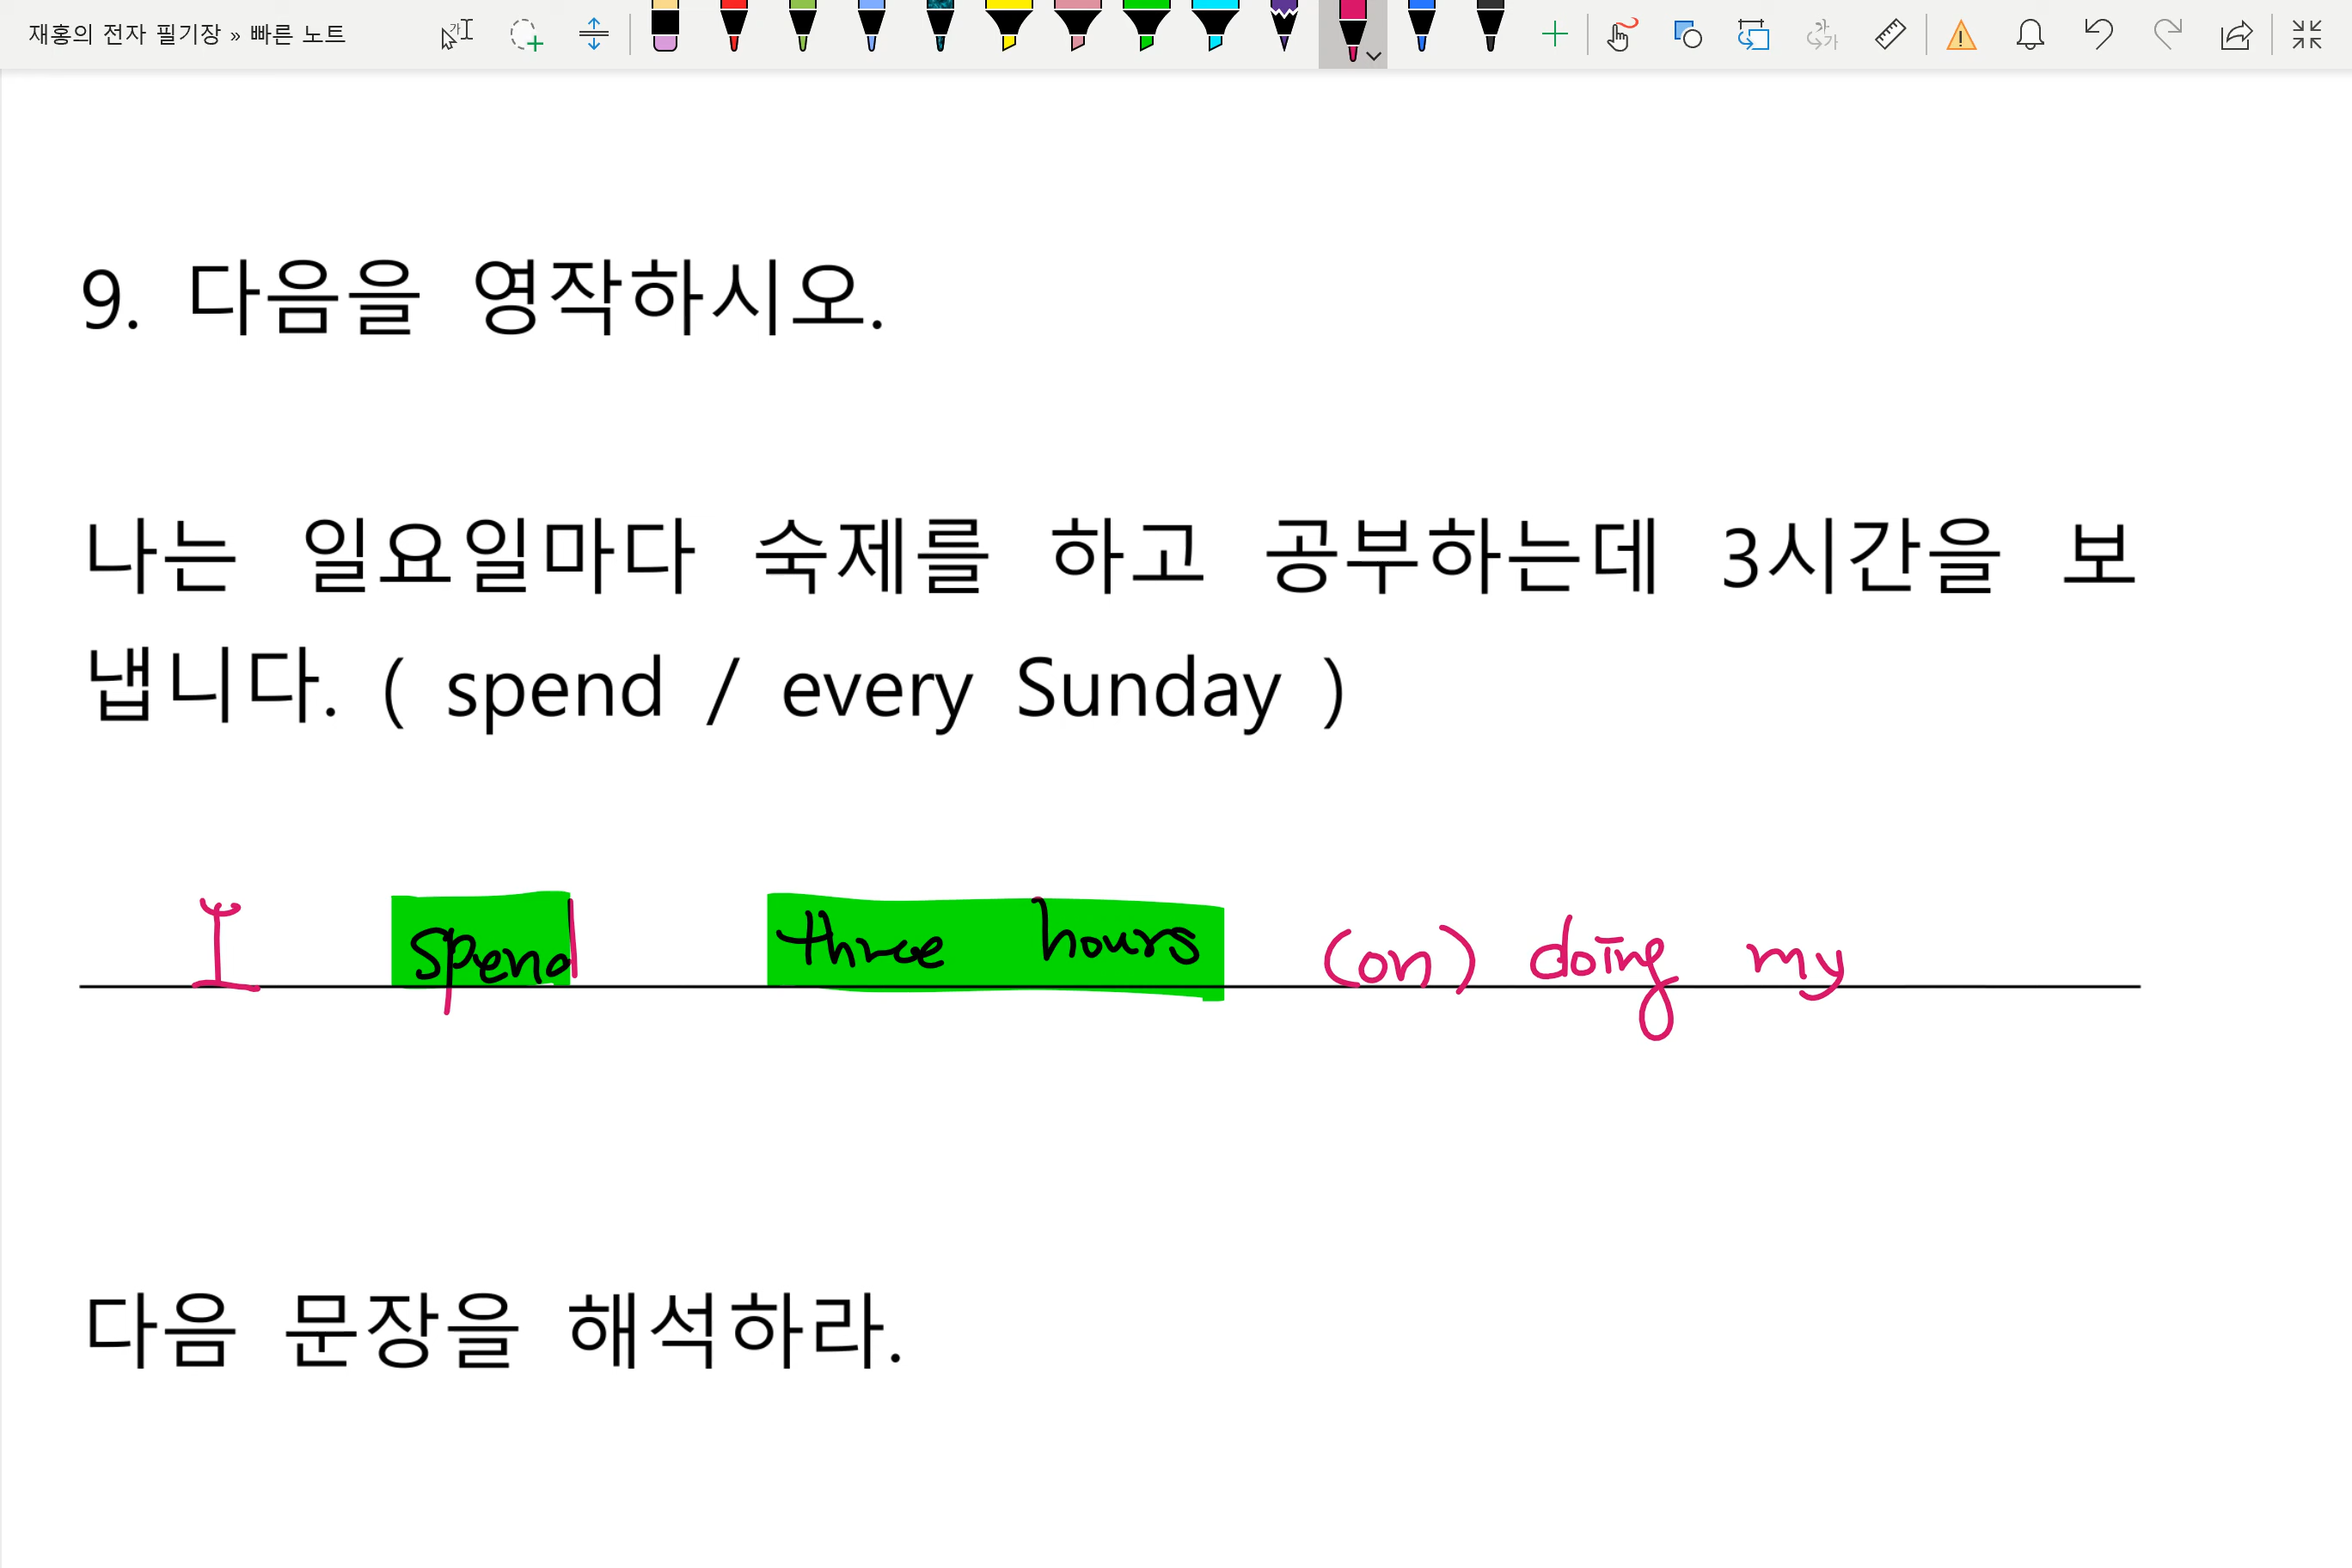 재홍의 전자 필기장 » 빠른 노트
9. 다음을 영작하시오.
나는 일요일마다 숙제를 하고 공부하는데 3시간을 보
냅니다. ( spend / every Sunday )
I spend three hours (on) doing my
다음 문장을 해석하라.